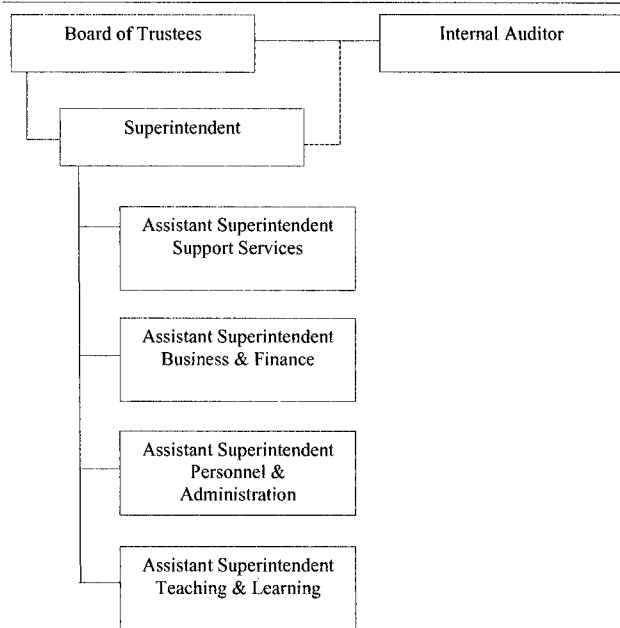 Board of Trustees
Internal Auditor
Superintendent
Assistant Superintendent
Support Services
Assistant Superintendent
Business & Finance
Assistant Superintendent
Personnel &
Administration
Assistant Superintendent
Teaching & Learning